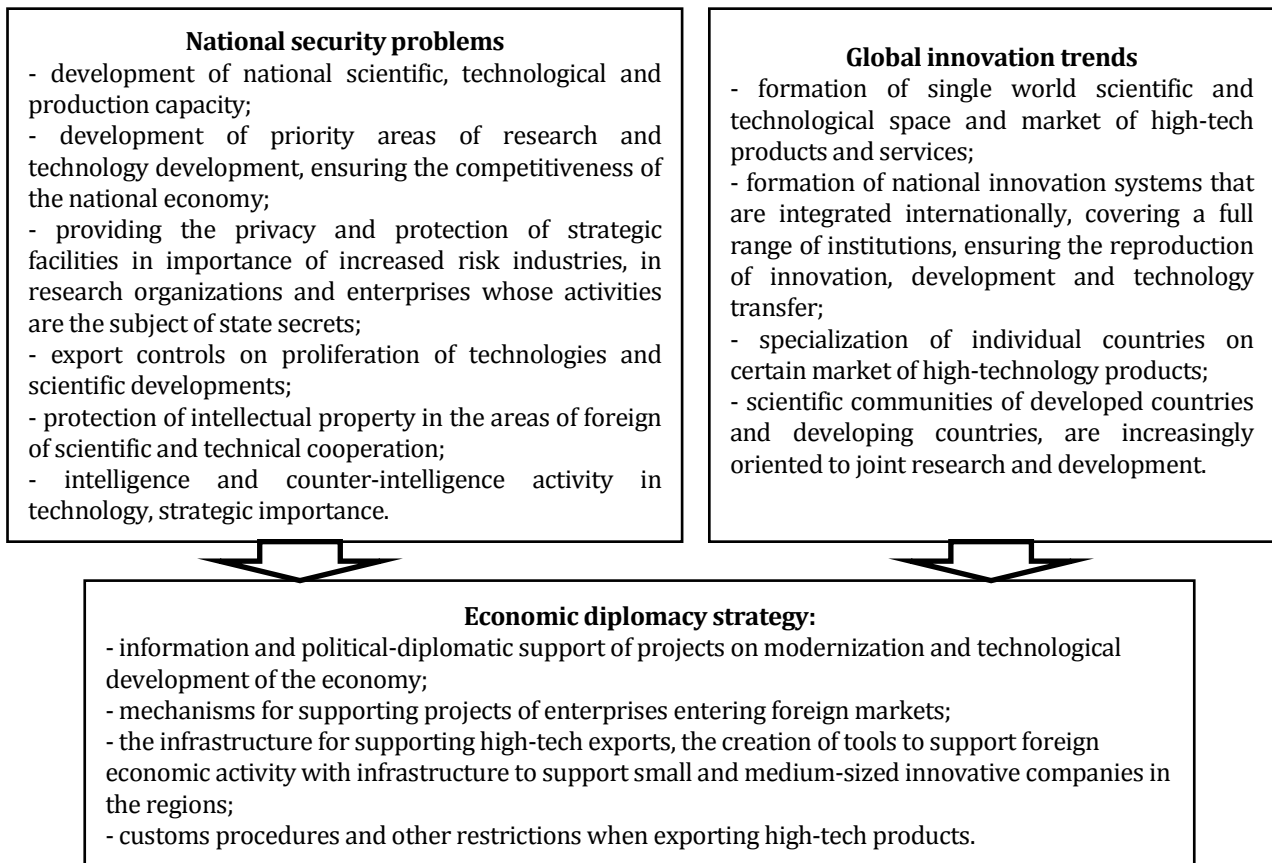 National security problems
- development of national scientific, technological and
production capacity;
- development of priority areas of research and
technology development, ensuring the competitiveness of
the national economy;
- providing the privacy and protection of strategic
facilities in importance of increased risk industries, in
research organizations and enterprises whose activities
are the subject of state secrets;
- export controls on proliferation of technologies and
scientific developments;
- protection of intellectual property in the areas of foreign
of scientific and technical cooperation;
- intelligence and counter-intelligence activity in
technology, strategic importance.
Global innovation trends
- formation of single world scientific and
technological space and market of high-tech
products and services;
- formation of national innovation systems that
are integrated internationally, covering a full
range of institutions, ensuring the reproduction
of innovation, development and technology
transfer;
- specialization of individual countries on
certain market of high-technology products;
- scientific communities of developed countries
and developing countries, are increasingly
oriented to joint research and development.
Economic diplomacy strategy:
- information and political-diplomatic support of projects on modernization and technological
development of the economy;
- mechanisms for supporting projects of enterprises entering foreign markets;
- the infrastructure for supporting high-tech exports, the creation of tools to support foreign
economic activity with infrastructure to support small and medium-sized innovative companies in
the regions;
- customs procedures and other restrictions when exporting high-tech products.